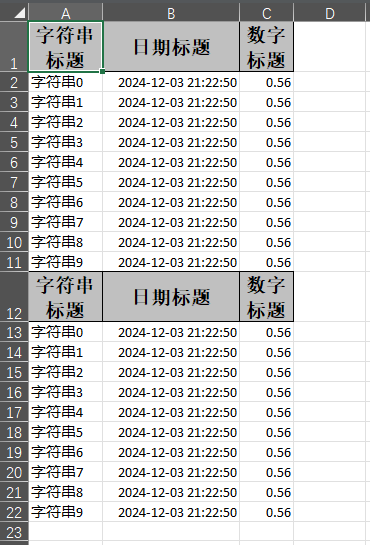 A B C D
1 字符串标题 日期标题 数字标题
2 字符串0 2024-12-03 21:22:50 0.56
3 字符串1 2024-12-03 21:22:50 0.56
4 字符串2 2024-12-03 21:22:50 0.56
5 字符串3 2024-12-03 21:22:50 0.56
6 字符串4 2024-12-03 21:22:50 0.56
7 字符串5 2024-12-03 21:22:50 0.56
8 字符串6 2024-12-03 21:22:50 0.56
9 字符串7 2024-12-03 21:22:50 0.56
10 字符串8 2024-12-03 21:22:50 0.56
11 字符串9 2024-12-03 21:22:50 0.56
12 字符串标题 日期标题 数字标题
13 字符串0 2024-12-03 21:22:50 0.56
14 字符串1 2024-12-03 21:22:50 0.56
15 字符串2 2024-12-03 21:22:50 0.56
16 字符串3 2024-12-03 21:22:50 0.56
17 字符串4 2024-12-03 21:22:50 0.56
18 字符串5 2024-12-03 21:22:50 0.56
19 字符串6 2024-12-03 21:22:50 0.56
20 字符串7 2024-12-03 21:22:50 0.56
21 字符串8 2024-12-03 21:22:50 0.56
22 字符串9 2024-12-03 21:22:50 0.56
23